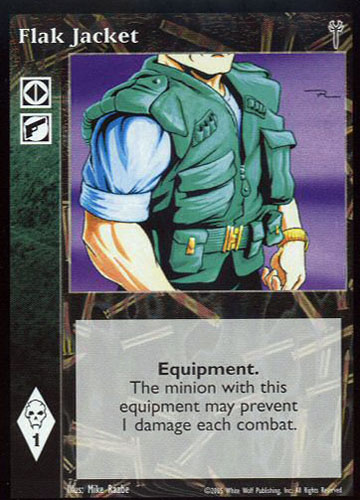 Flak Jacket
Equipment.
The minion with this
equipment may prevent
1 damage each combat.
1
Illus: Mike Raabe
©2005 White Wolf Publishing, Inc. All Rights Reserved.